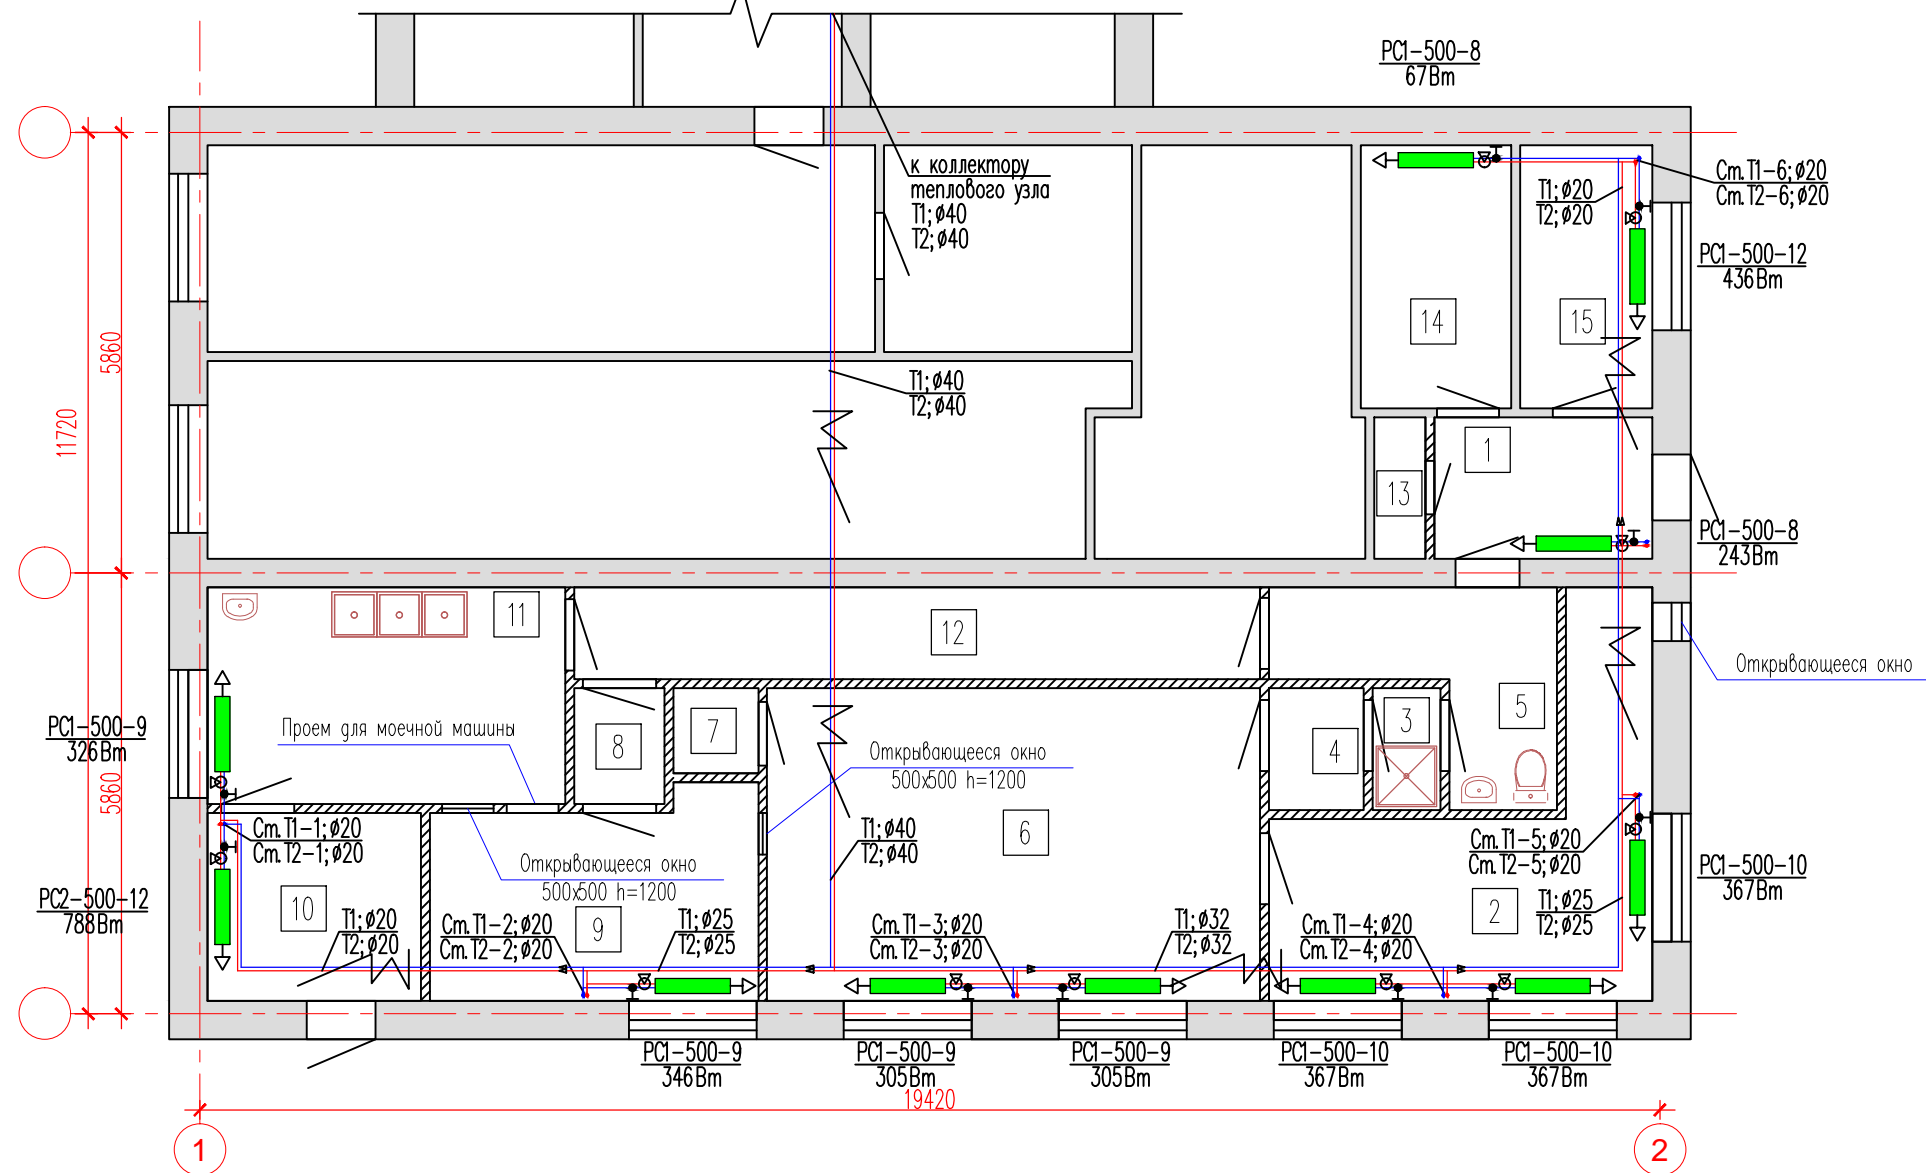 РС1-500-8
67Вт
к коллектору
теплового узла
Т1;ø40
Т2;ø40
Т1;ø20
Т2;ø20
Ст.Т1-6;ø20
Ст.Т2-6;ø20
РС1-500-12
436Вт
14
15
5860
11720
Т1;ø40
Т2;ø40
1
13
РС1-500-8
243Вт
11
12
Открывающееся окно
РС1-500-9
326Вт
Проем для моечной машины
8
7
Открывающееся окно
500х500 h=1200
4
3
5
5860
Ст.Т1-1;ø20
Ст.Т2-1;ø20
Т1;ø40
Т2;ø40
6
Ст.Т1-5;ø20
Ст.Т2-5;ø20
РС1-500-10
367Вт
Открывающееся окно
500х500 h=1200
РС2-500-12
788Вт
10
Т1;ø20
Т2;ø20
Ст.Т1-2;ø20
Ст.Т2-2;ø20
9
Т1;ø25
Т2;ø25
Ст.Т1-3;ø20
Ст.Т2-3;ø20
Т1;ø32
Т2;ø32
Ст.Т1-4;ø20
Ст.Т2-4;ø20
2
Т1;ø25
Т2;ø25
РС1-500-9
346Вт
РС1-500-9
305Вт
РС1-500-9
305Вт
РС1-500-10
367Вт
РС1-500-10
367Вт
19420
1
2